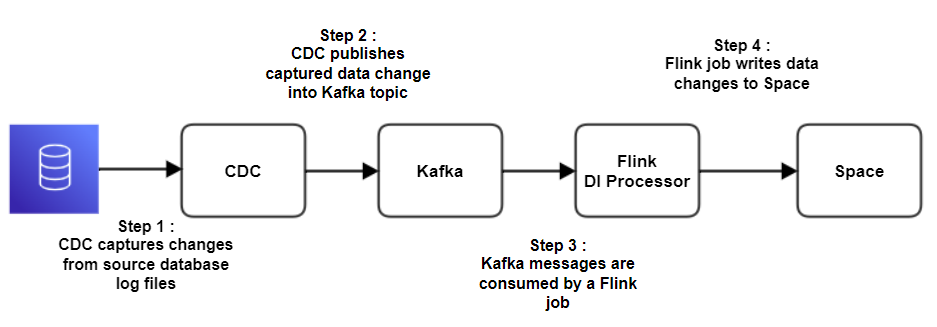 Step 2 :
CDC publishes
captured data change
into Kafka topic
Step 4 :
Flink job writes data
changes to Space
CDC
Kafka
Flink
DI Processor
Space
Step 1 :
CDC captures changes
from source database
log files
Step 3 :
Kafka messages are
consumed by a Flink
job